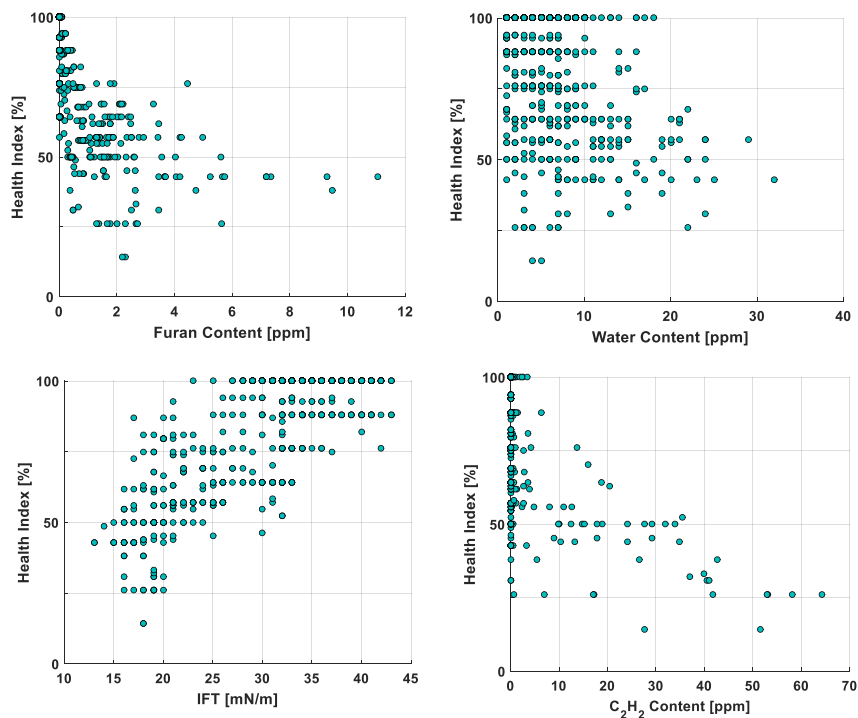 100
50
0
Health Index [%]
0 2 4 6 8 10 12
Furan Content [ppm]
100
50
0
Health Index [%]
0 10 20 30 40
Water Content [ppm]
100
50
0
Health Index [%]
10 15 20 25 30 35 40 45
IFT [mN/m]
100
50
0
Health Index [%]
0 10 20 30 40 50 60 70
C₂H₂ Content [ppm]